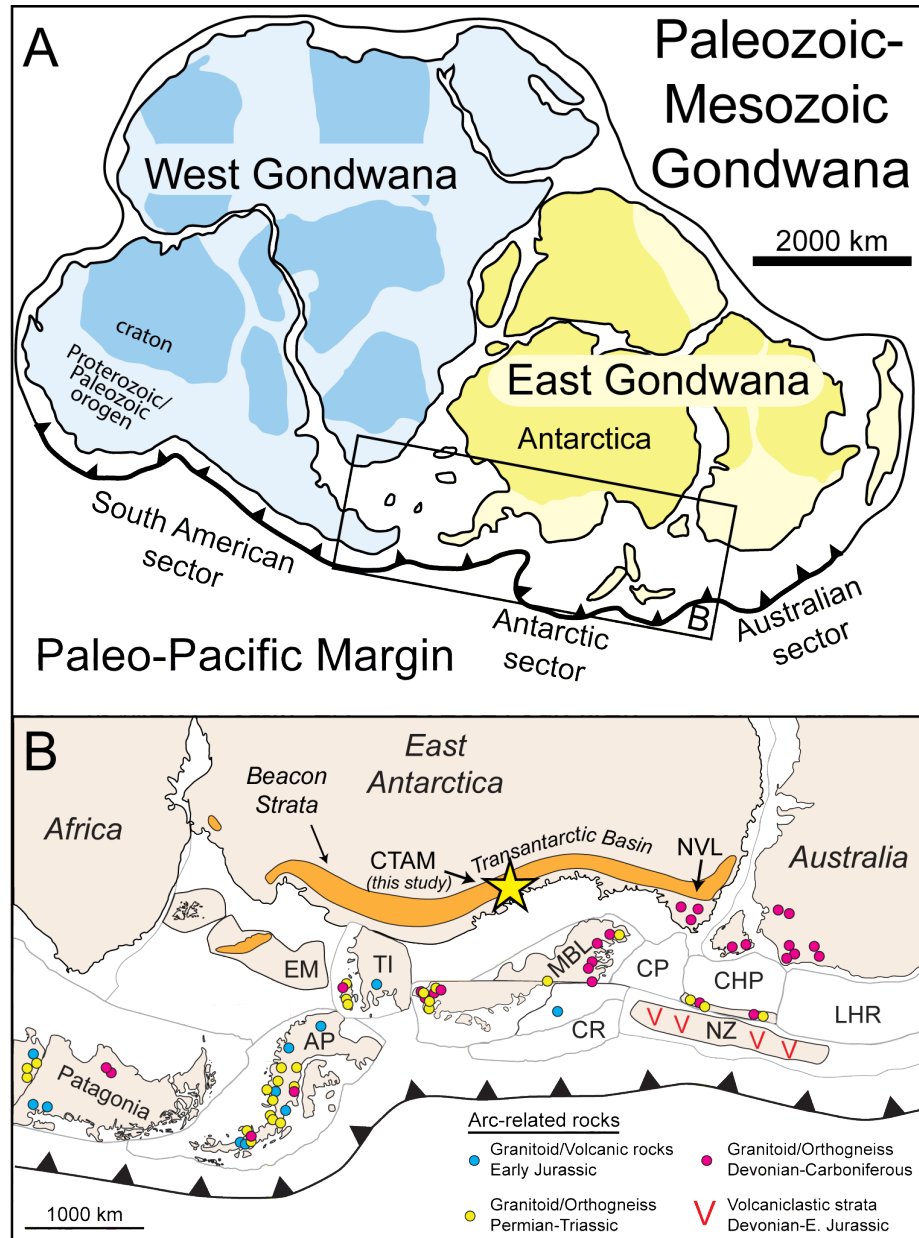 A
Paleozoic-
Mesozoic
Gondwana
2000 km
West Gondwana
craton
Proterozoic/
Paleozoic
orogen
East Gondwana
Antarctica
South American
sector
Antarctic
sector
B
Australian
sector
Paleo-Pacific Margin
B
East
Antarctica
Beacon
Strata
Africa
CTAM
(this study)
Transantarctic Basin
NVL
Australia
EM
TI
MBL
CP
CHP
LHR
AP
CR
NZ
V V V V
Patagonia
Arc-related rocks
Granitoid/Volcanic rocks
Early Jurassic
Granitoid/Orthogneiss
Devonian-Carboniferous
Granitoid/Orthogneiss
Permian-Triassic
V Volcaniclastic strata
Devonian-E. Jurassic
1000 km